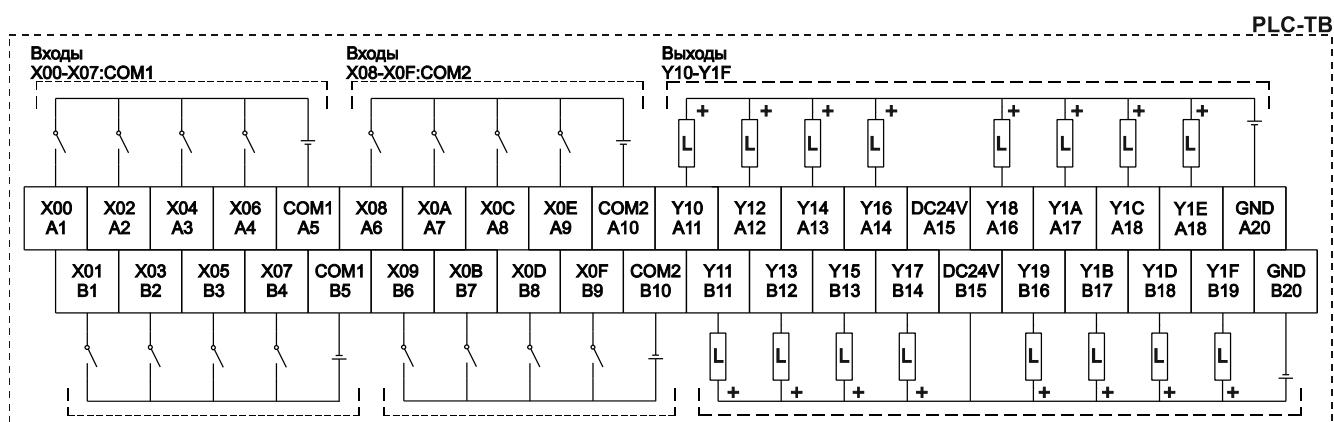 PLC-TB
Входы
X00-X07:COM1
Входы
X08-X0F:COM2
Выходы
Y10-Y1F
+ + + + + + + +
L L L L L L L L
X00 X02 X04 X06 COM1 X08 X0A X0C X0E COM2 Y10 Y12 Y14 Y16 DC24V Y18 Y1A Y1C Y1E GND
A1 A2 A3 A4 A5 A6 A7 A8 A9 A10 A11 A12 A13 A14 A15 A16 A17 A18 A18 A20
X01 X03 X05 X07 COM1 X09 X0B X0D X0F COM2 Y11 Y13 Y15 Y17 DC24V Y19 Y1B Y1D Y1F GND
B1 B2 B3 B4 B5 B6 B7 B8 B9 B10 B11 B12 B13 B14 B15 B16 B17 B18 B19 B20
L L L L L L L L
+ + + + + + + +